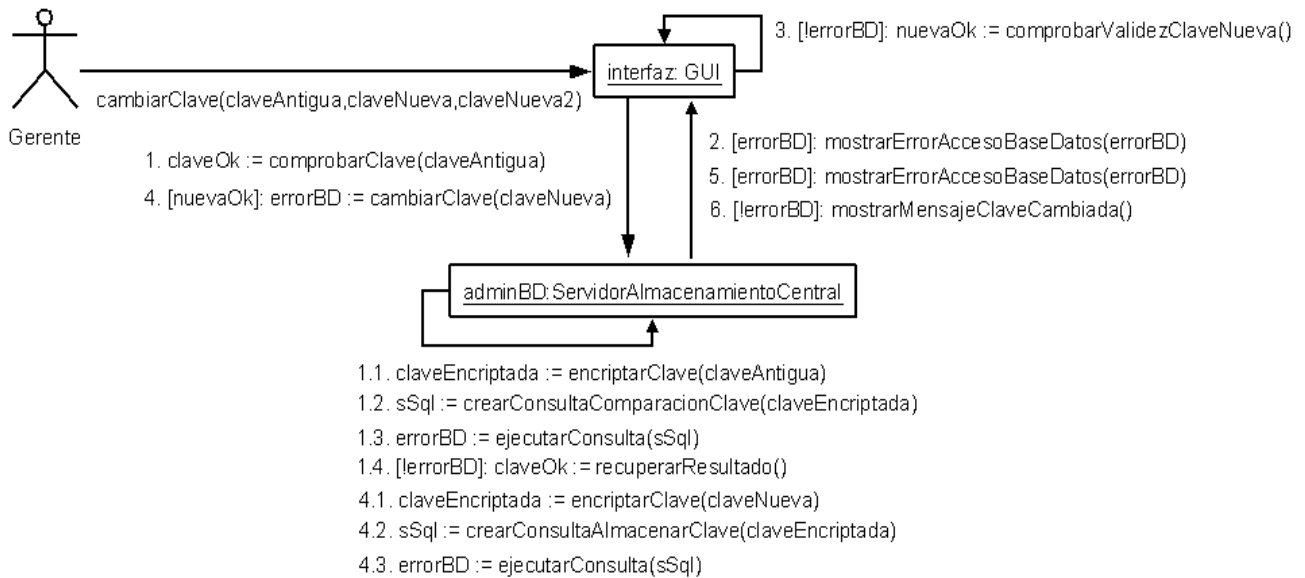 3. [!errorBD]: nuevaOk := comprobarValidezClaveNueva()
interfaz: GUI
cambiarClave(claveAntigua,claveNueva,claveNueva2)
Gerente
1. claveOk := comprobarClave(claveAntigua)
4. [nuevaOk]: errorBD := cambiarClave(claveNueva)
2. [errorBD]: mostrarErrorAccesoBaseDatos(errorBD)
5. [errorBD]: mostrarErrorAccesoBaseDatos(errorBD)
6. [!errorBD]: mostrarMensajeClaveCambiada()
adminBD:ServidorAlmacenamientoCentral
1.1. claveEncriptada := encriptarClave(claveAntigua)
1.2. sSql := crearConsultaComparacionClave(claveEncriptada)
1.3. errorBD := ejecutarConsulta(sSql)
1.4. [!errorBD]: claveOk := recuperarResultado()
4.1. claveEncriptada := encriptarClave(claveNueva)
4.2. sSql := crearConsultaAlmacenarClave(claveEncriptada)
4.3. errorBD := ejecutarConsulta(sSql)